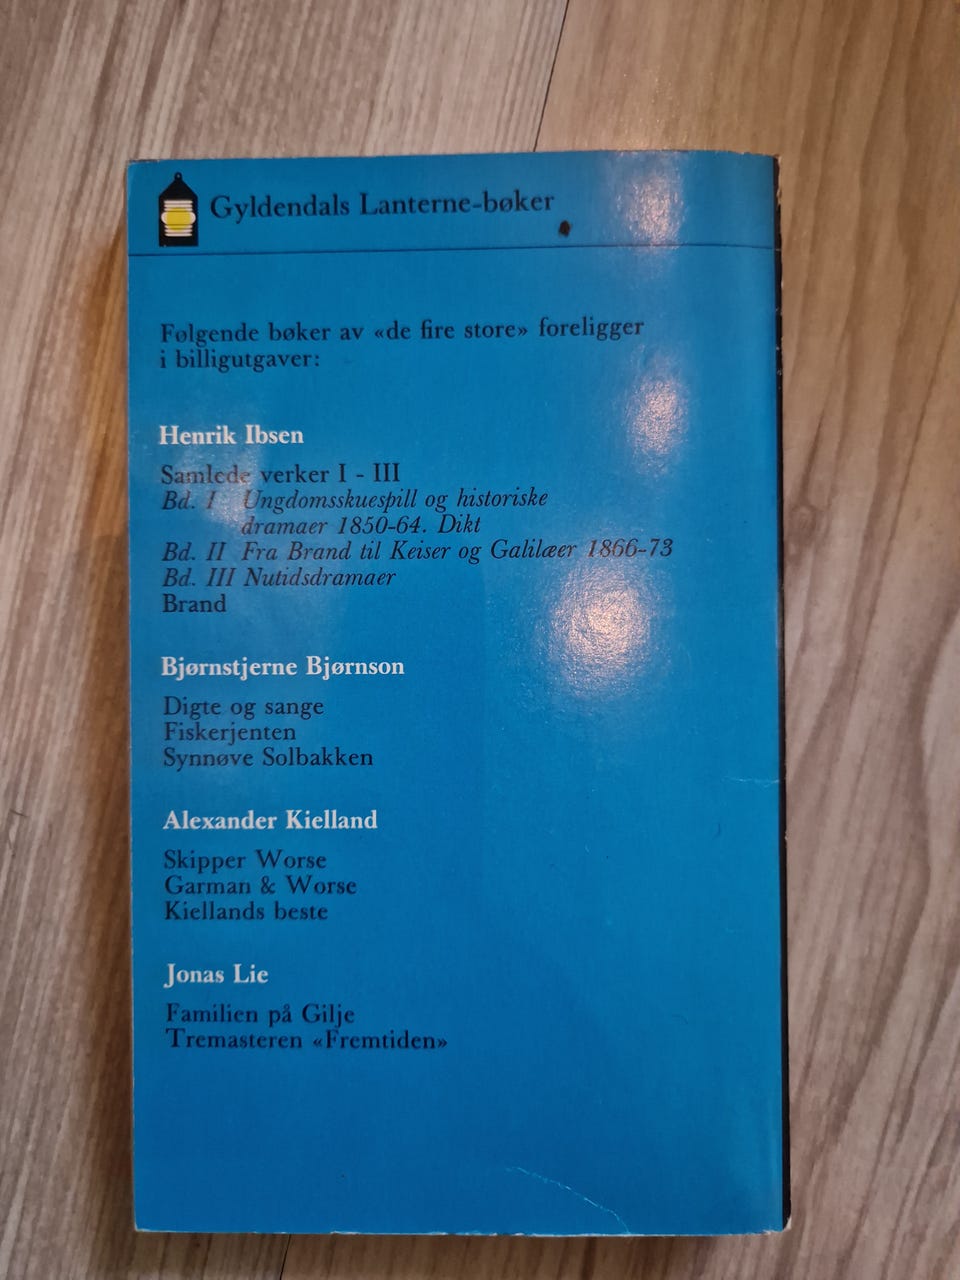 Gyldendals Lanterne-bøker
Følgende bøker av «de fire store» foreligger
i billigutgaver:
Henrik Ibsen
Samlede verker I - III
Bd. I Ungdomsskuespill og historiske
dramaer 1850-64. Dikt
Bd. II Fra Brand til Keiser og Galilæer 1866-73
Bd. III Nutidsdramaer
Brand
Bjørnstjerne Bjørnson
Digte og sange
Fiskerjenten
Synnøve Solbakken
Alexander Kielland
Skipper Worse
Garman & Worse
Kiellands beste
Jonas Lie
Familien på Gilje
Tremasteren «Fremtiden»